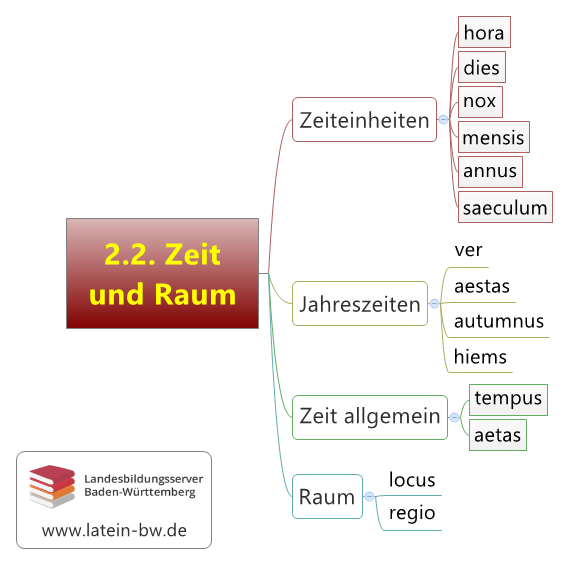 2.2. Zeit
und Raum
Zeiteinheiten
hora
dies
nox
mensis
annus
saeculum
Jahreszeiten
ver
aestas
autumnus
hiems
Zeit allgemein
tempus
aetas
Raum
locus
regio
Landesbildungsserver
Baden-Württemberg
www.latein-bw.de